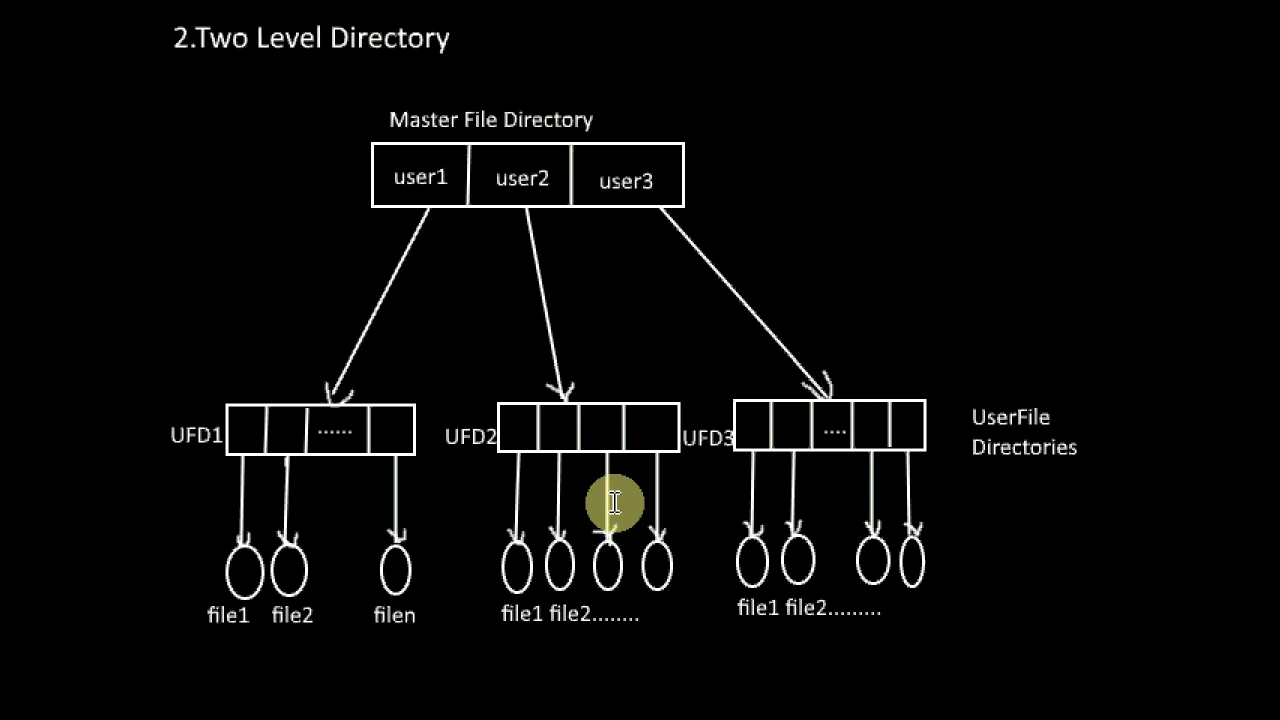 2.Two Level Directory
Master File Directory
user1 user2 user3
UFD1 ...... UFD2 UFD3 .... UserFile
Directories
file1 file2 filen file1 file2........ file1 file2.........